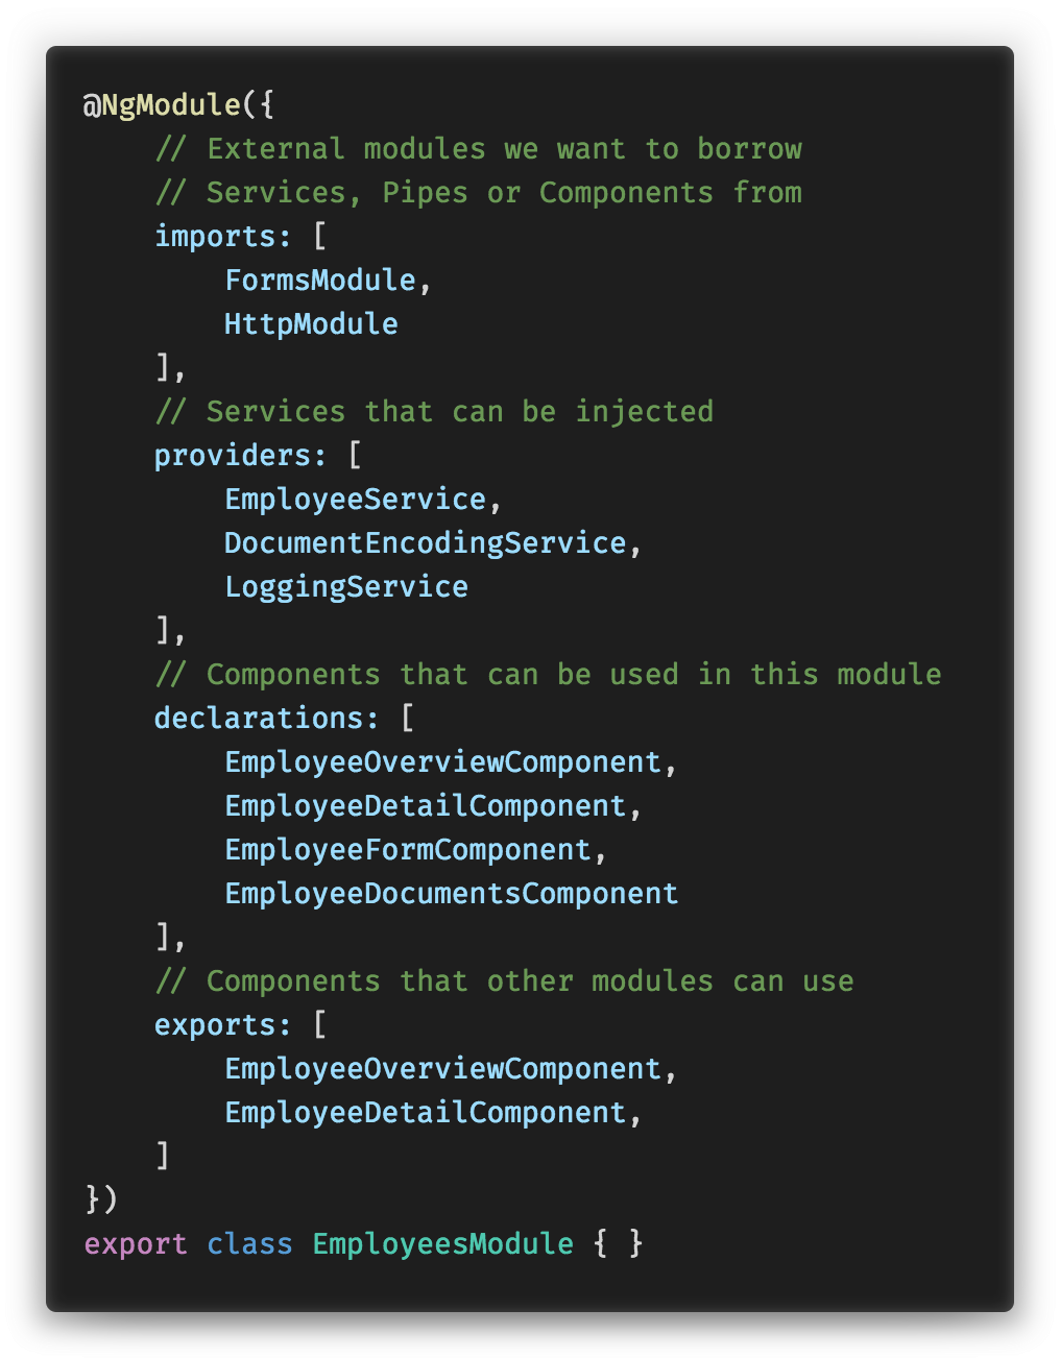 @NgModule({
    // External modules we want to borrow
    // Services, Pipes or Components from
    imports: [
        FormsModule,
        HttpModule
    ],
    // Services that can be injected
    providers: [
        EmployeeService,
        DocumentEncodingService,
        LoggingService
    ],
    // Components that can be used in this module
    declarations: [
        EmployeeOverviewComponent,
        EmployeeDetailComponent,
        EmployeeFormComponent,
        EmployeeDocumentsComponent
    ],
    // Components that other modules can use
    exports: [
        EmployeeOverviewComponent,
        EmployeeDetailComponent,
    ]
})
export class EmployeesModule { }